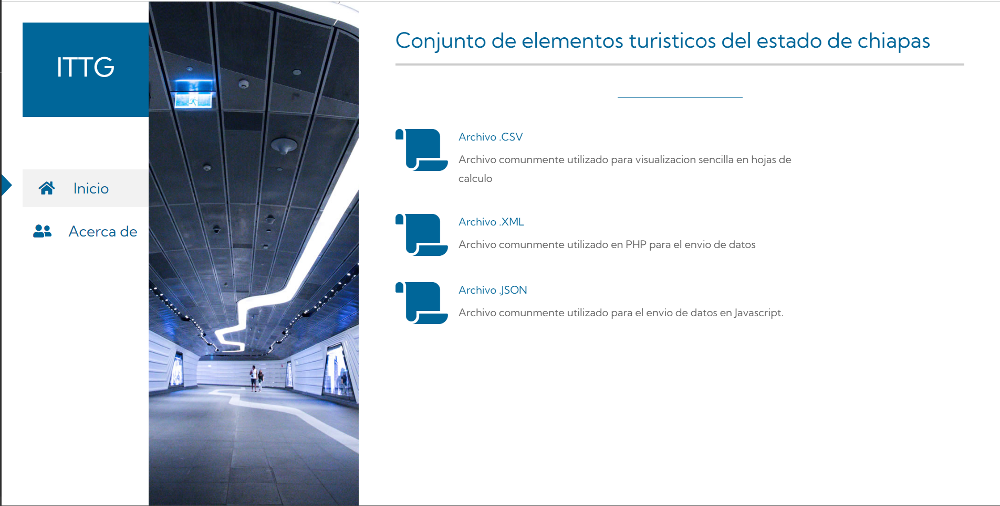 ITTG
Inicio
Acerca de
Conjunto de elementos turisticos del estado de chiapas
Archivo .CSV
Archivo comunmente utilizado para visualizacion sencilla en hojas de
calculo
Archivo .XML
Archivo comunmente utilizado en PHP para el envio de datos
Archivo .JSON
Archivo comunmente utilizado para el envio de datos en Javascript.